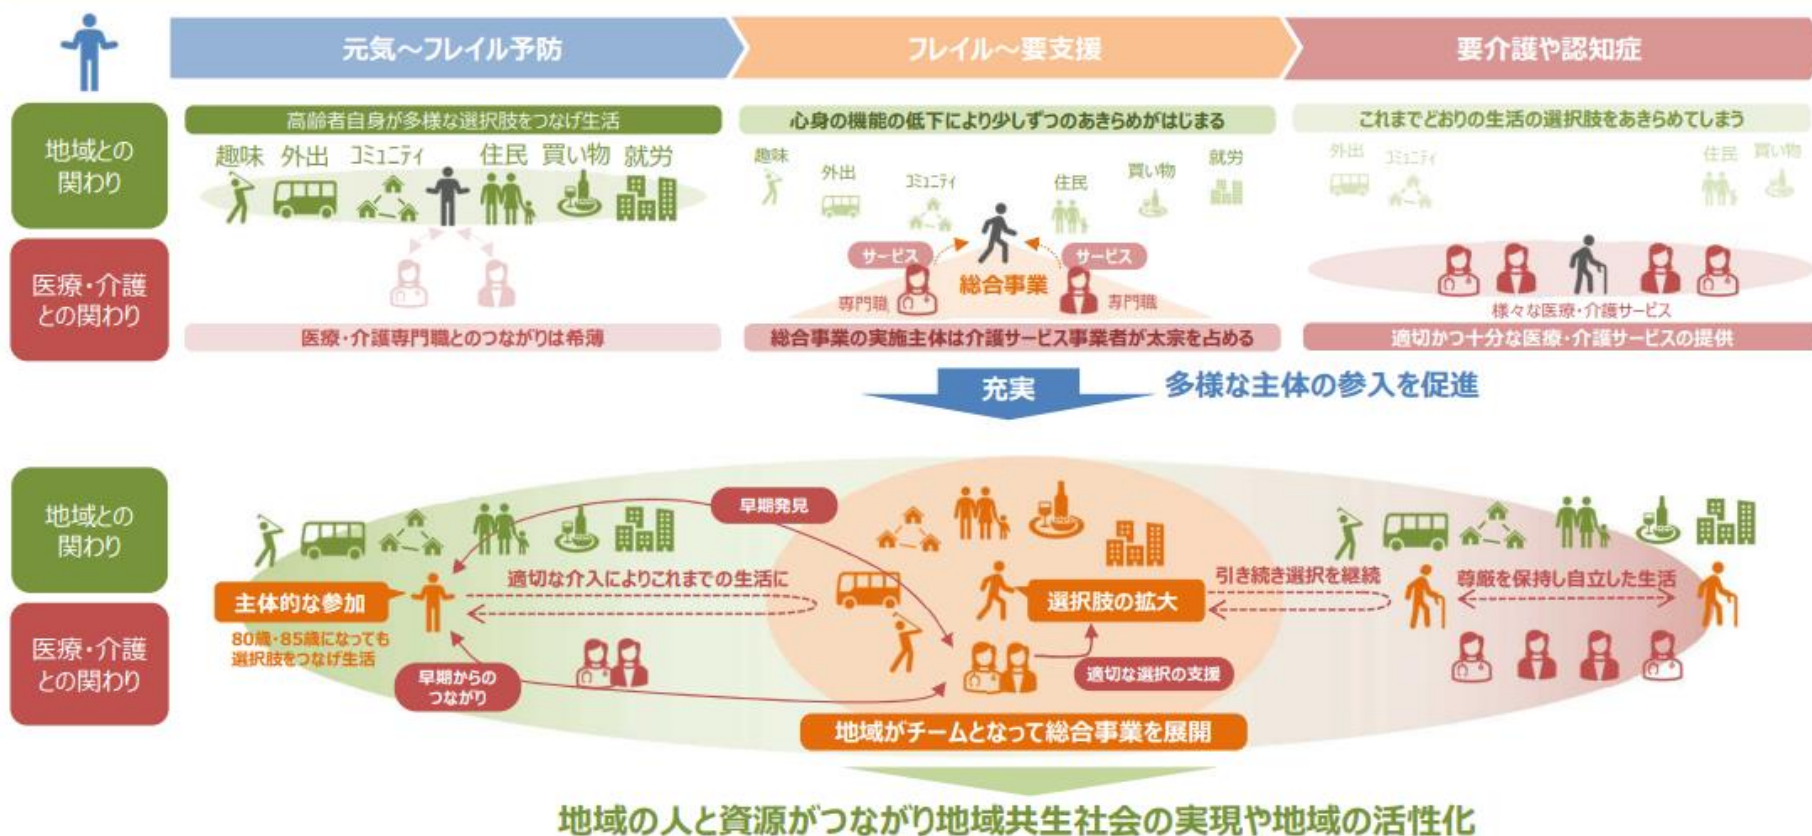 元気～フレイル予防
フレイル～要支援
要介護や認知症
地域との
関わり
高齢者自身が多様な選択肢をつなげ生活
趣味 外出 コミュニティ 住民 買い物 就労
心身の機能の低下により少しずつのあきらめがはじまる
趣味
外出
コミュニティ
住民
買い物
就労
これまでどおりの生活の選択肢をあきらめてしまう
外出
コミュニティ
住民
買い物
医療・介護
との関わり
医療・介護専門職とのつながりは希薄
サービス
サービス
専門職
総合事業
専門職
総合事業の実施主体は介護サービス事業者が太宗を占める
様々な医療・介護サービス
適切かつ十分な医療・介護サービスの提供
充実
多様な主体の参入を促進
地域との
関わり
医療・介護
との関わり
早期発見
適切な介入によりこれまでの生活に
主体的な参加
80歳・85歳になっても
選択肢をつなげ生活
早期からの
つながり
選択肢の拡大
適切な選択の支援
引き続き選択を継続
尊厳を保持し自立した生活
地域がチームとなって総合事業を展開
地域の人と資源がつながり地域共生社会の実現や地域の活性化